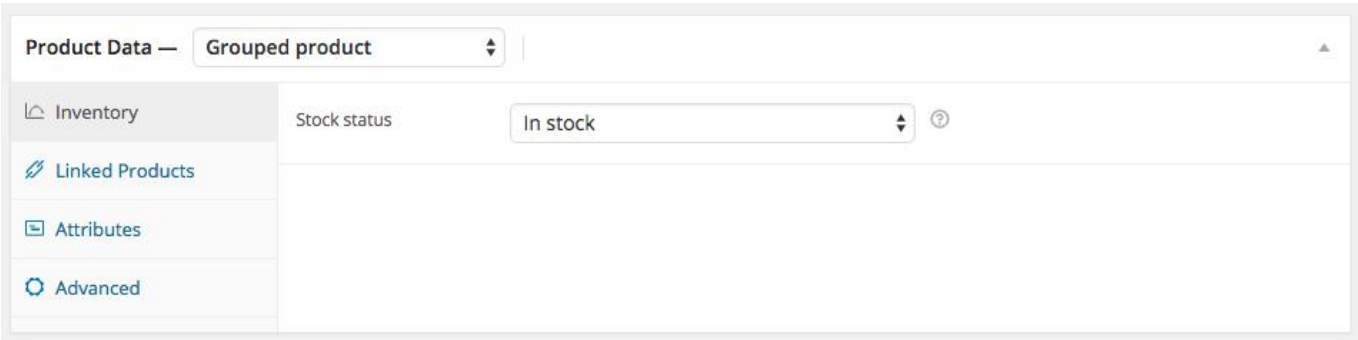 Product Data — Grouped product
Inventory
Stock status In stock
Linked Products
Attributes
Advanced